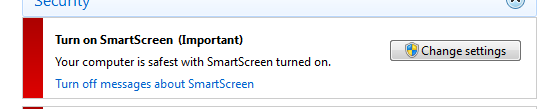 Security
Turn on SmartScreen (Important)
Your computer is safest with SmartScreen turned on.
Change settings
Turn off messages about SmartScreen